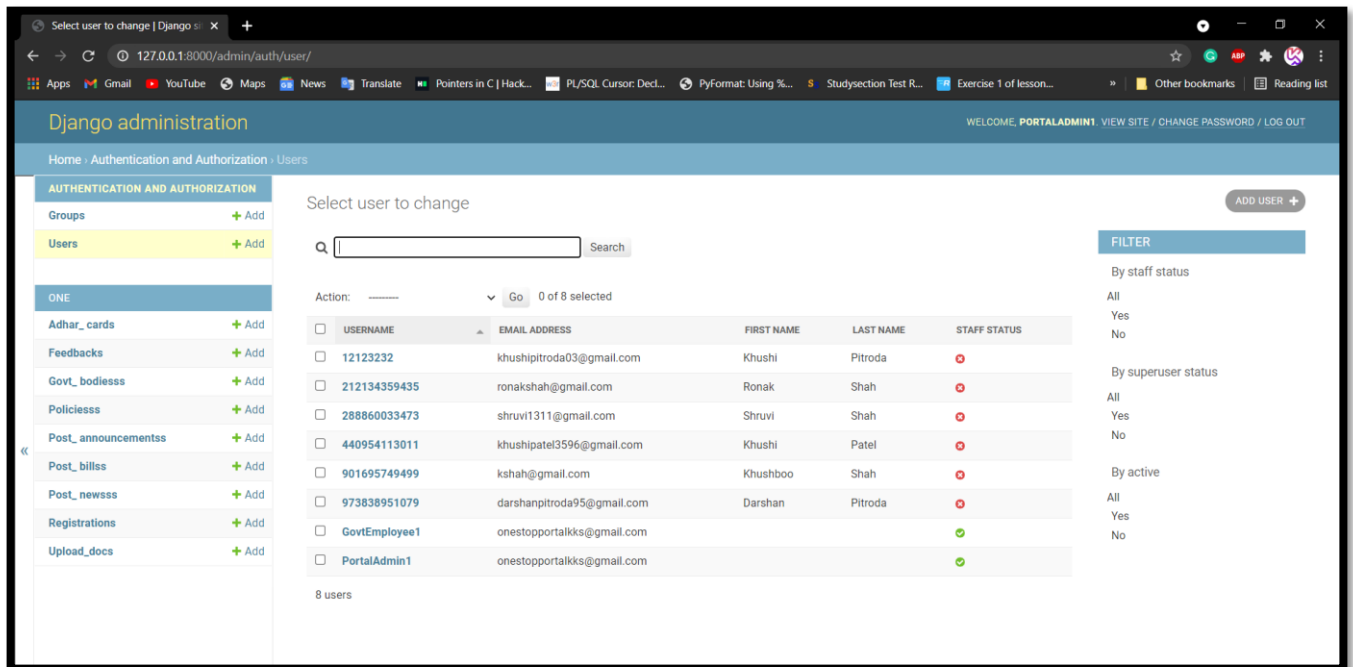 Select user to change | Django si
127.0.0.1:8000/admin/auth/user/
ABP
Apps Gmail YouTube Maps News Translate Pointers in C | Hack... PL/SQL Cursor: Decl... PyFormat: Using %... Studysection Test R... Exercise 1 of lesson... » Other bookmarks Reading list
Django administration
WELCOME, PORTALADMIN1. VIEW SITE / CHANGE PASSWORD / LOG OUT
Home › Authentication and Authorization › Users
AUTHENTICATION AND AUTHORIZATION
Groups + Add
Users + Add
ONE
Adhar_ cards + Add
Feedbacks + Add
Govt_ bodiesss + Add
Policiesss + Add
Post_ announcementss + Add
Post_ billss + Add
Post_ newsss + Add
Registrations + Add
Upload_docs + Add
«
Select user to change
ADD USER +
Search
Action: --------- Go 0 of 8 selected
USERNAME EMAIL ADDRESS FIRST NAME LAST NAME STAFF STATUS
12123232 khushipitroda03@gmail.com Khushi Pitroda
212134359435 ronakshah@gmail.com Ronak Shah
288860033473 shruvi1311@gmail.com Shruvi Shah
440954113011 khushipatel3596@gmail.com Khushi Patel
901695749499 kshah@gmail.com Khushboo Shah
973838951079 darshanpitroda95@gmail.com Darshan Pitroda
GovtEmployee1 onestopportalkks@gmail.com
PortalAdmin1 onestopportalkks@gmail.com
8 users
FILTER
By staff status
All
Yes
No
By superuser status
All
Yes
No
By active
All
Yes
No